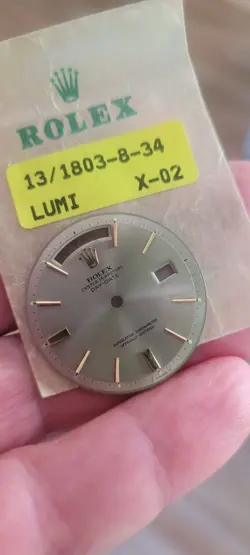 ROLEX
13/1803-8-34
LUMI X-02
ROLEX
OYSTER PERPETUAL
DAY-DATE
SUPERLATIVE CHRONOMETER
OFFICIALLY CERTIFIED